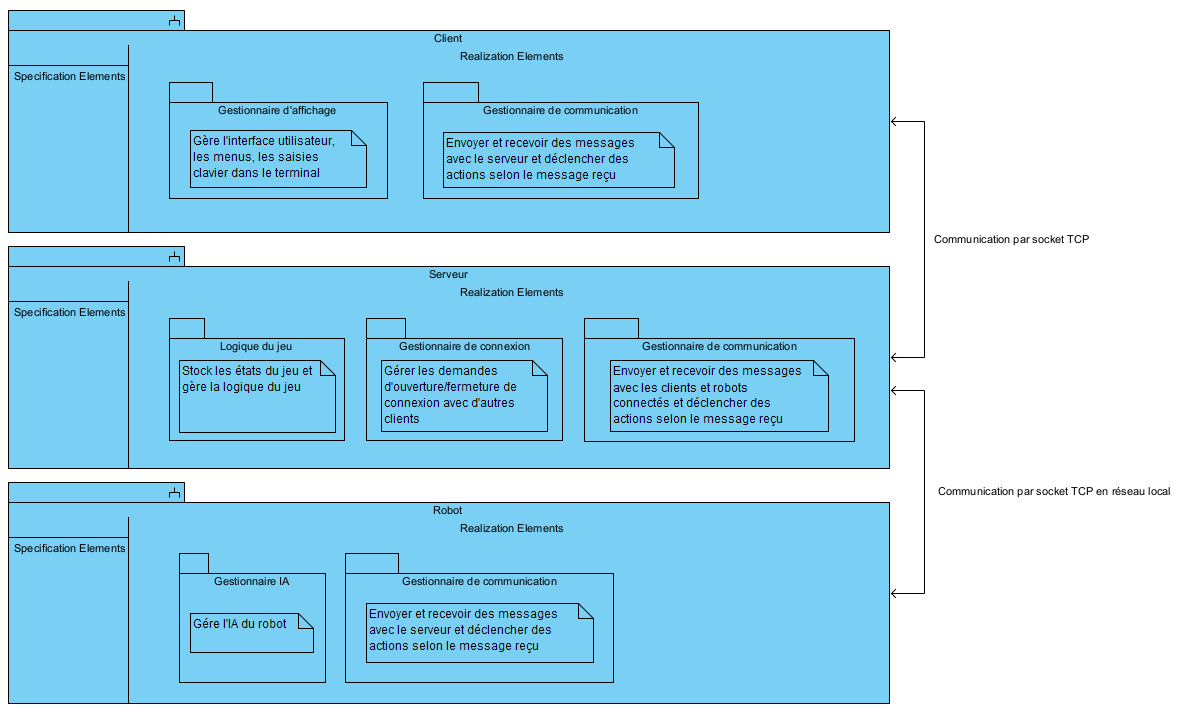 Client
Realization Elements
Specification Elements
Gestionnaire d'affichage
Gère l'interface utilisateur,
les menus, les saisies
clavier dans le terminal
Gestionnaire de communication
Envoyer et recevoir des messages
avec le serveur et déclencher des
actions selon le message reçu
Communication par socket TCP
Serveur
Realization Elements
Specification Elements
Logique du jeu
Stock les états du jeu et
gère la logique du jeu
Gestionnaire de connexion
Gérer les demandes
d'ouverture/fermeture de
connexion avec d'autres
clients
Gestionnaire de communication
Envoyer et recevoir des messages
avec les clients et robots
connectés et déclencher des
actions selon le message reçu
Communication par socket TCP en réseau local
Robot
Realization Elements
Specification Elements
Gestionnaire IA
Gére l'IA du robot
Gestionnaire de communication
Envoyer et recevoir des messages
avec le serveur et déclencher des
actions selon le message reçu